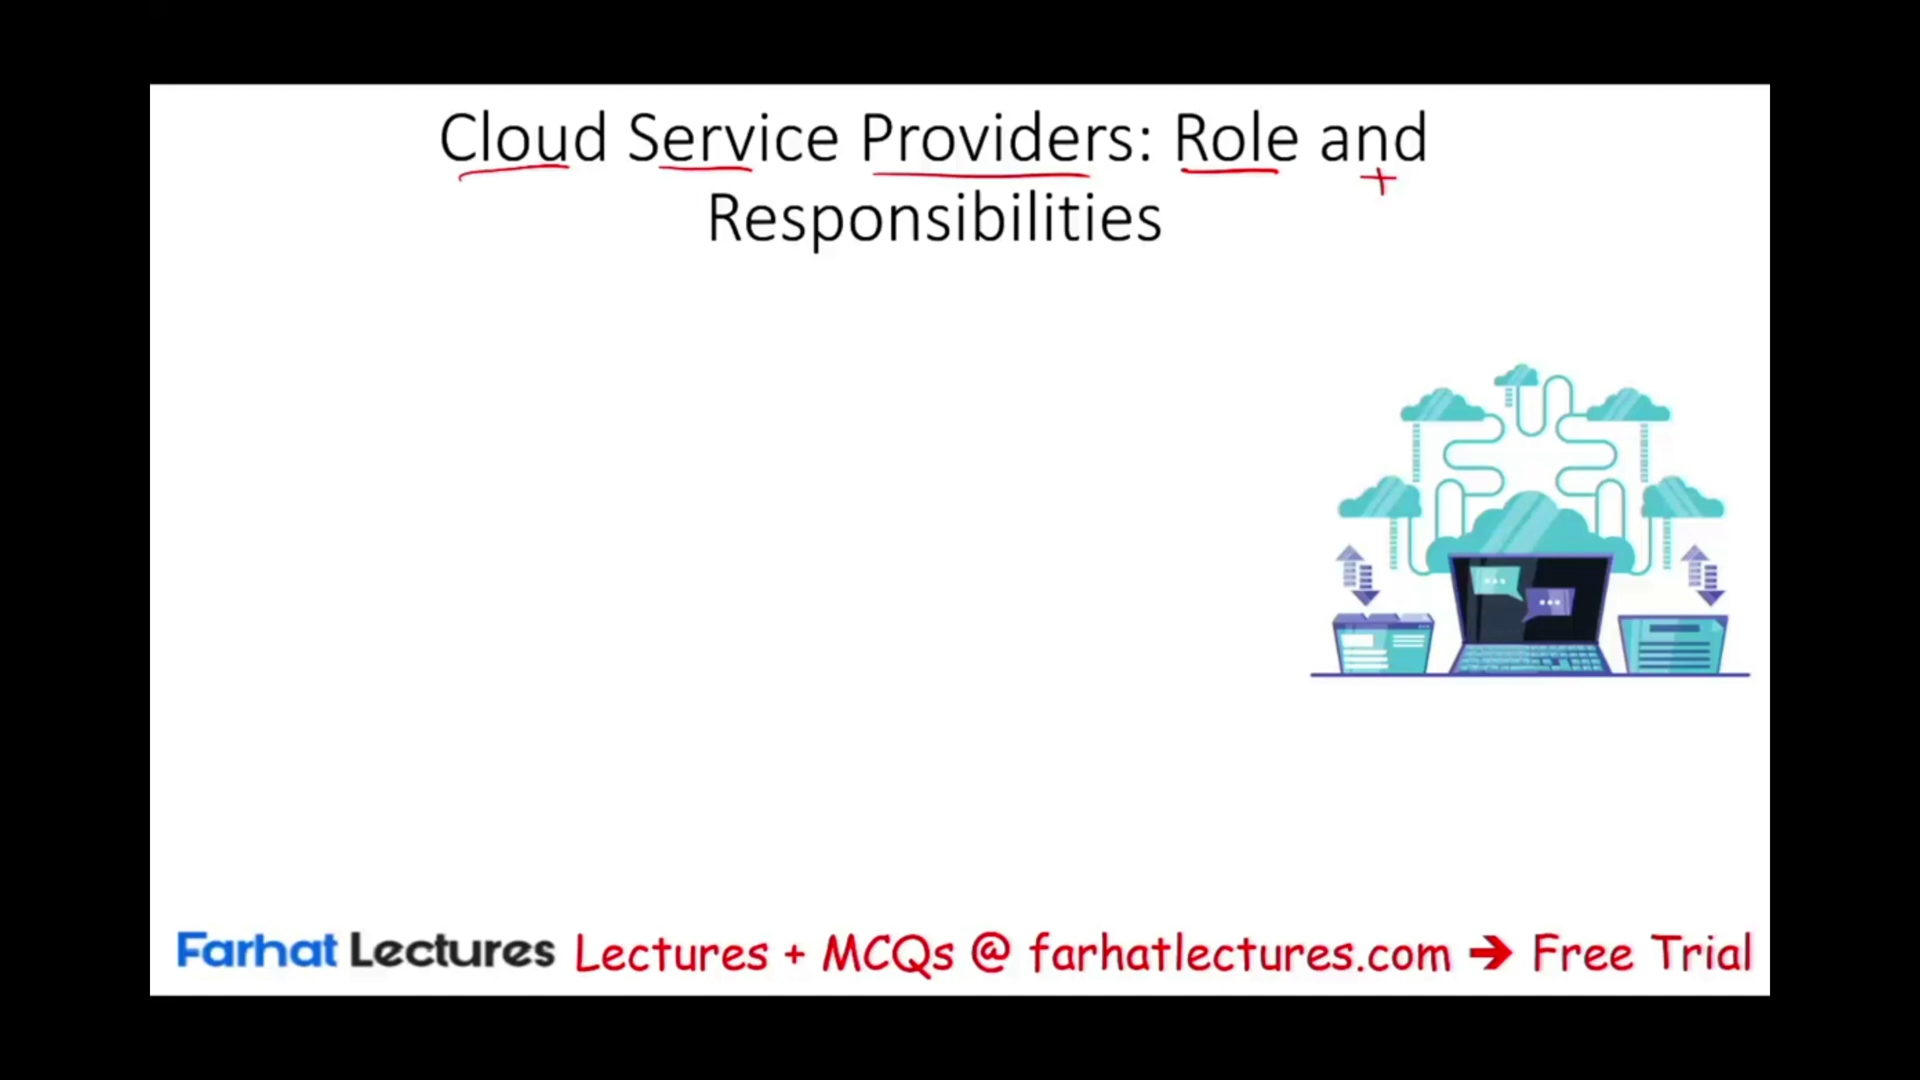 Cloud Service Providers: Role and
+
Responsibilities
Farhat Lectures Lectures + MCQs @ farhatlectures.com ➔ Free Trial